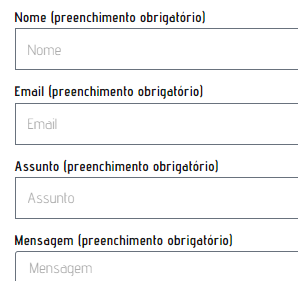 Nome (preenchimento obrigatório)
Nome
Email (preenchimento obrigatório)
Email
Assunto (preenchimento obrigatório)
Assunto
Mensagem (preenchimento obrigatório)
Mensagem